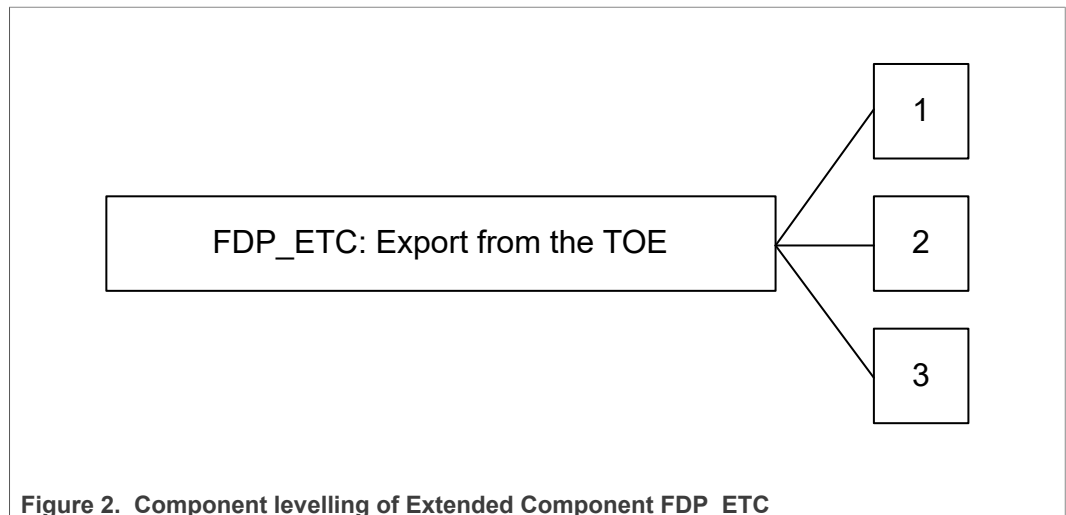 1
FDP_ETC: Export from the TOE
2
3
Figure 2. Component levelling of Extended Component FDP_ETC